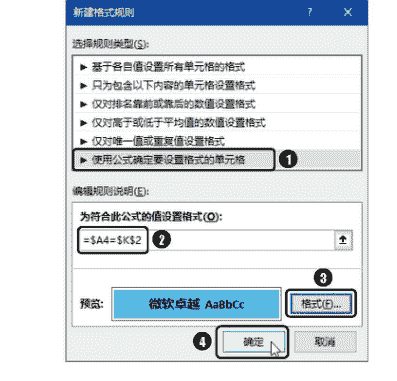 新建格式规则 ? ×
选择规则类型(S):
► 基于各自值设置所有单元格的格式
► 只为包含以下内容的单元格设置格式
► 仅对排名靠前或靠后的数值设置格式
► 仅对高于或低于平均值的数值设置格式
► 仅对唯一值或重复值设置格式
► 使用公式确定要设置格式的单元格 1
编辑规则说明(E):
为符合此公式的值设置格式(O):
=$A4=$K$2 2
3
预览: 微软卓越 AaBbCc 格式(F)...
4 确定 取消